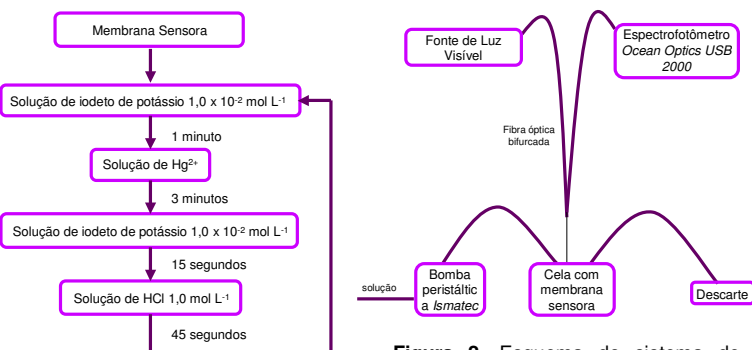 Membrana Sensora
Solução de iodeto de potássio 1,0 x 10⁻² mol L⁻¹
1 minuto
Solução de Hg²⁺
3 minutos
Solução de iodeto de potássio 1,0 x 10⁻² mol L⁻¹
15 segundos
Solução de HCl 1,0 mol L⁻¹
45 segundos
Fonte de Luz
Visível
Espectrofotômetro
Ocean Optics USB
2000
Fibra óptica
bifurcada
solução
Bomba
peristáltic
a Ismatec
Cela com
membrana
sensora
Descarte
Figura 2. Esquema do sistema de